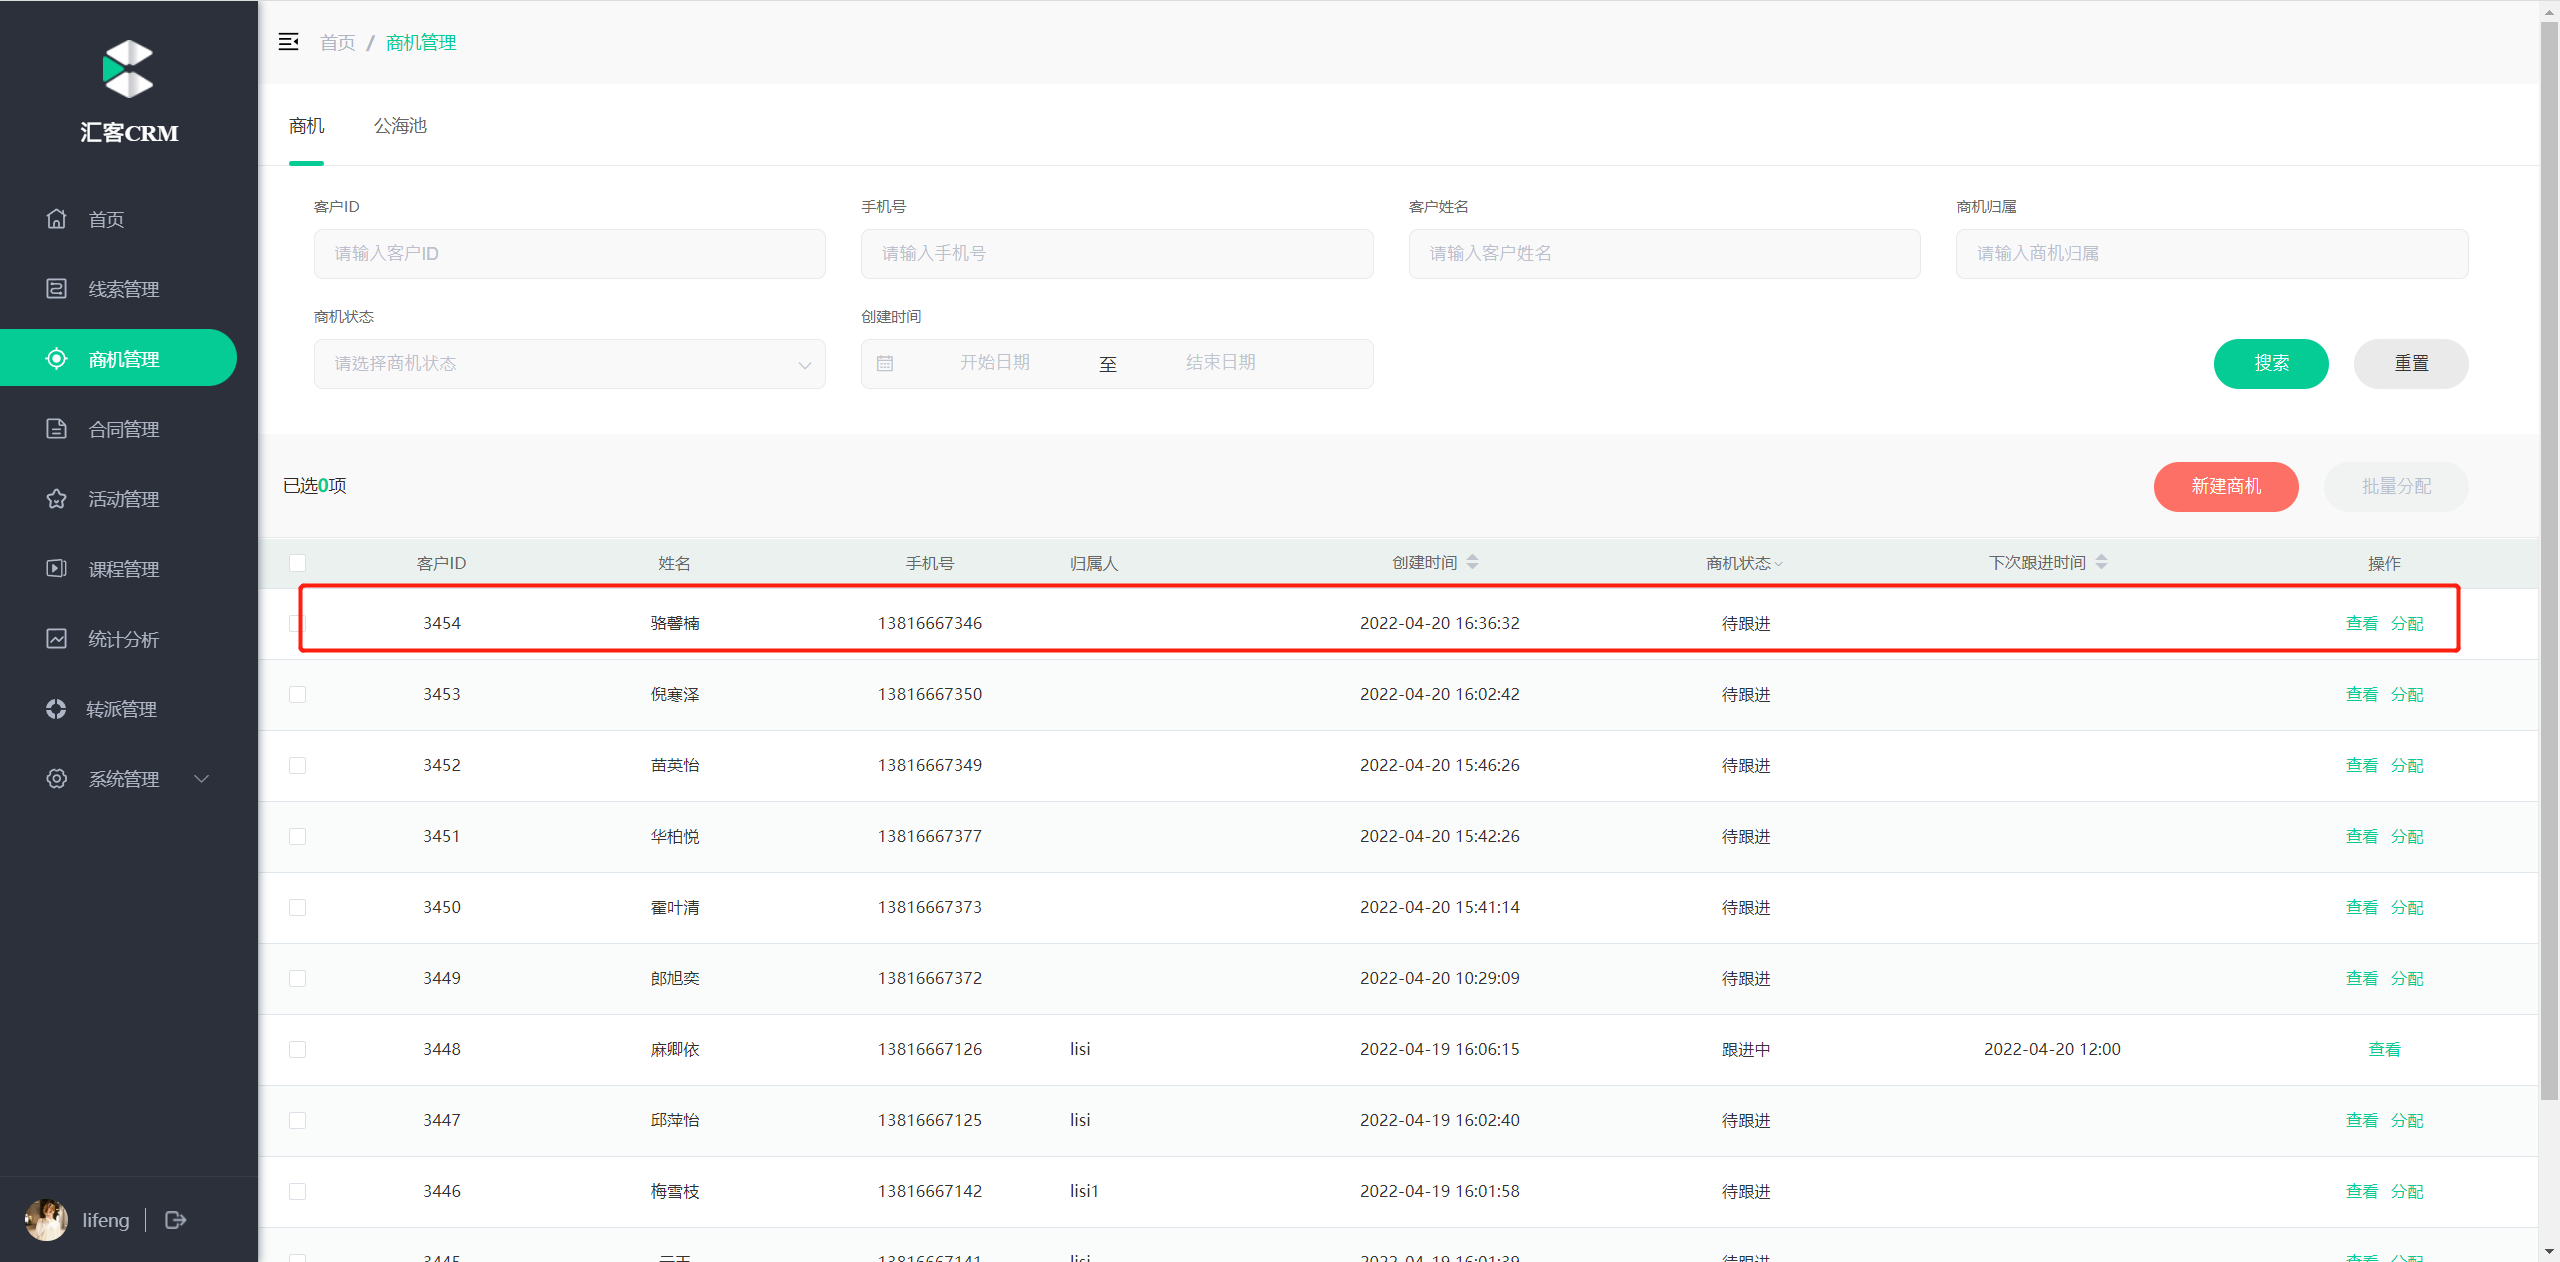 汇客CRM
首页
线索管理
商机管理
合同管理
活动管理
课程管理
统计分析
转派管理
系统管理
lifeng
首页 / 商机管理
商机 公海池
客户ID 手机号 客户姓名 商机归属
请输入客户ID 请输入手机号 请输入客户姓名 请输入商机归属
商机状态 创建时间
请选择商机状态 开始日期 至 结束日期 搜索 重置
已选0项 新建商机 批量分配
客户ID 姓名 手机号 归属人 创建时间 商机状态 下次跟进时间 操作
3454 骆馨楠 13816667346 2022-04-20 16:36:32 待跟进 查看 分配
3453 倪寒泽 13816667350 2022-04-20 16:02:42 待跟进 查看 分配
3452 苗英怡 13816667349 2022-04-20 15:46:26 待跟进 查看 分配
3451 华柏悦 13816667377 2022-04-20 15:42:26 待跟进 查看 分配
3450 霍叶清 13816667373 2022-04-20 15:41:14 待跟进 查看 分配
3449 郎旭奕 13816667372 2022-04-20 10:29:09 待跟进 查看 分配
3448 麻卿依 13816667126 lisi 2022-04-19 16:06:15 跟进中 2022-04-20 12:00 查看
3447 邱萍怡 13816667125 lisi 2022-04-19 16:02:40 待跟进 查看 分配
3446 梅雪枝 13816667142 lisi1 2022-04-19 16:01:58 待跟进 查看 分配
3445 13816667141 lisi 2022-04-19 16:01:39 待跟进 查看 分配